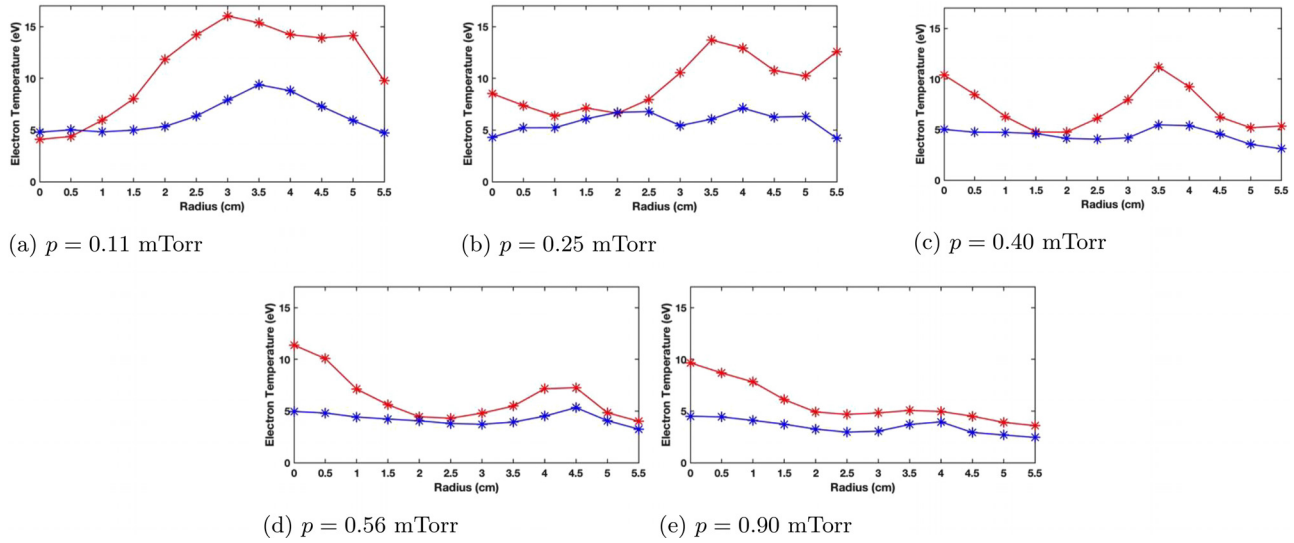 15
10
5
0
Electron Temperature (eV)
0 0.5 1 1.5 2 2.5 3 3.5 4 4.5 5 5.5
Radius (cm)
(a) p = 0.11 mTorr
15
10
5
0
Electron Temperature (eV)
0 0.5 1 1.5 2 2.5 3 3.5 4 4.5 5 5.5
Radius (cm)
(b) p = 0.25 mTorr
15
10
5
0
Electron Temperature (eV)
0 0.5 1 1.5 2 2.5 3 3.5 4 4.5 5 5.5
Radius (cm)
(c) p = 0.40 mTorr
15
10
5
0
Electron Temperature (eV)
0 0.5 1 1.5 2 2.5 3 3.5 4 4.5 5 5.5
Radius (cm)
(d) p = 0.56 mTorr
15
10
5
0
Electron Temperature (eV)
0 0.5 1 1.5 2 2.5 3 3.5 4 4.5 5 5.5
Radius (cm)
(e) p = 0.90 mTorr